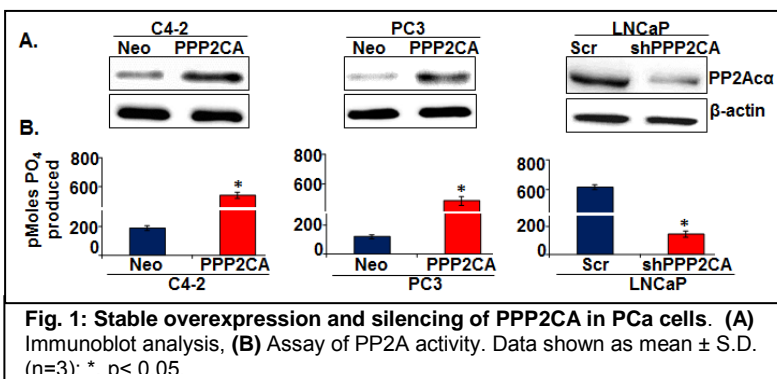 C4-2 PC3 LNCaP
A. Neo PPP2CA Neo PPP2CA Scr shPPP2CA
PP2Acα
β-actin
B.
pMoles PO4 produced
800 800 800
600 600 600
200 200 200
0 0 0
* * *
Neo PPP2CA Neo PPP2CA Scr shPPP2CA
C4-2 PC3 LNCaP
Fig. 1: Stable overexpression and silencing of PPP2CA in PCa cells. (A)
Immunoblot analysis, (B) Assay of PP2A activity. Data shown as mean ± S.D.
(n=3); *, p< 0.05